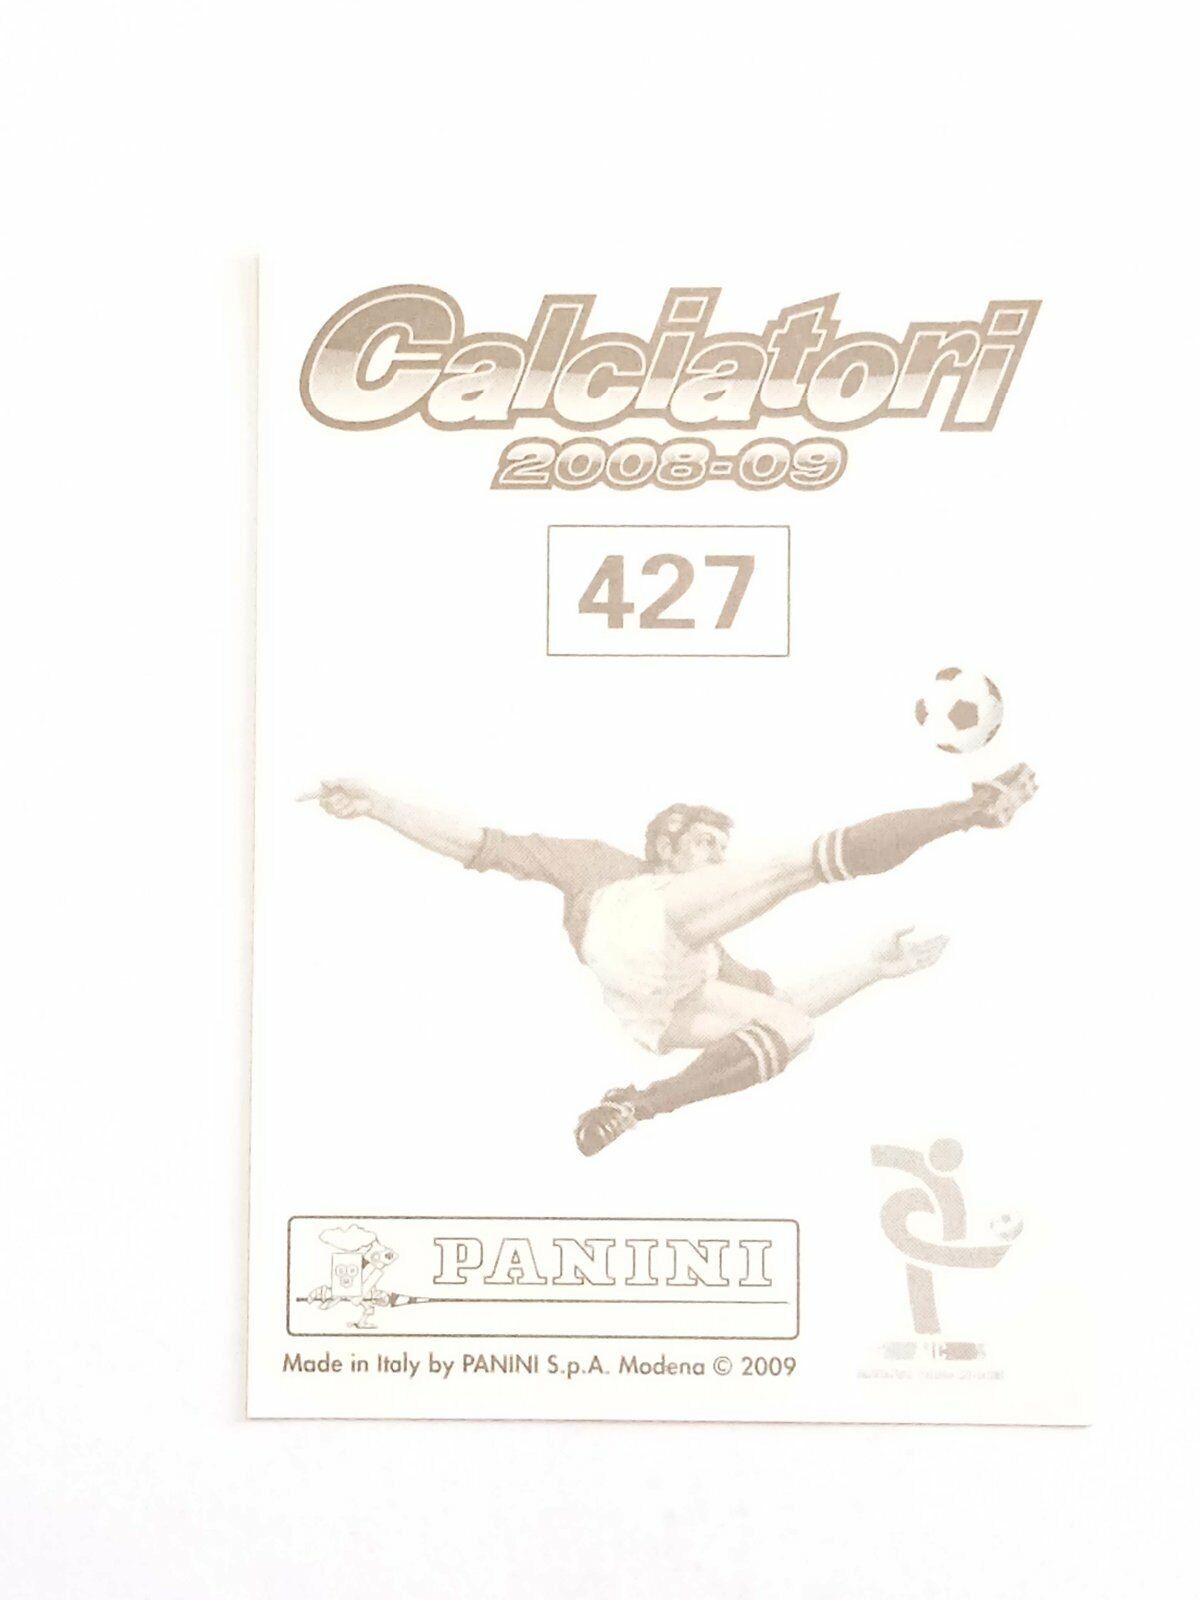 Calciatori
2008-09
427
PANINI
Made in Italy by PANINI S.p.A. Modena © 2009